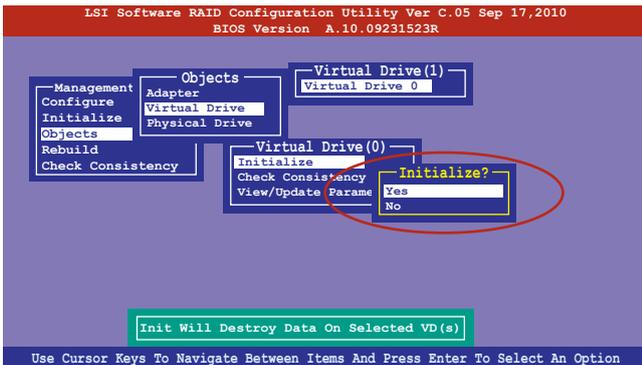 LSI Software RAID Configuration Utility Ver C.05 Sep 17,2010
BIOS Version A.10.09231523R
Management
Configure
Initialize
Objects
Rebuild
Check Consistency
Objects
Adapter
Virtual Drive
Physical Drive
Virtual Drive(1)
Virtual Drive 0
Virtual Drive(0)
Initialize
Check Consistency
View/Update Parame
Initialize?
Yes
No
Init Will Destroy Data On Selected VD(s)
Use Cursor Keys To Navigate Between Items And Press Enter To Select An Option